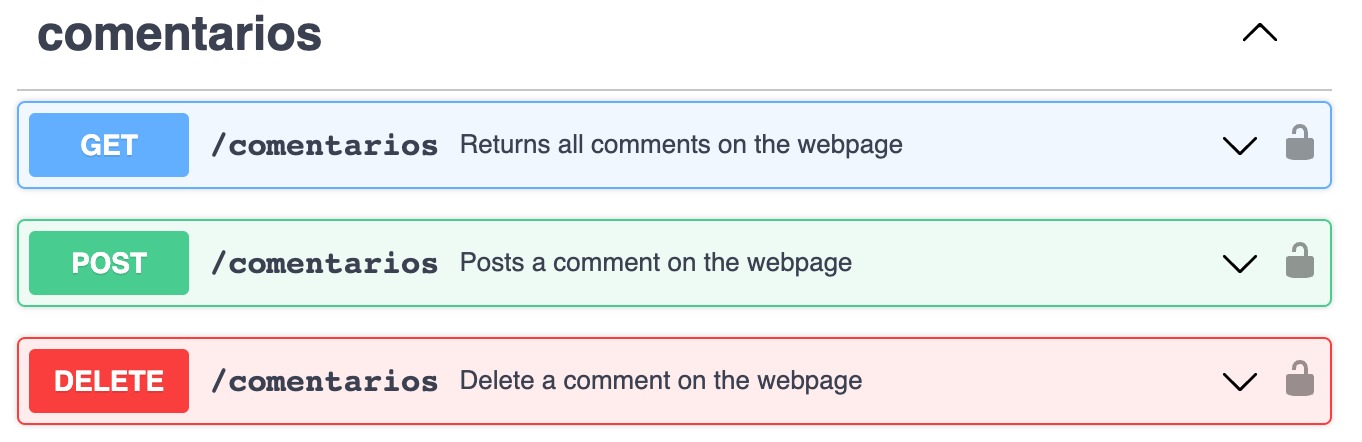 comentarios
GET /comentarios Returns all comments on the webpage
POST /comentarios Posts a comment on the webpage
DELETE /comentarios Delete a comment on the webpage